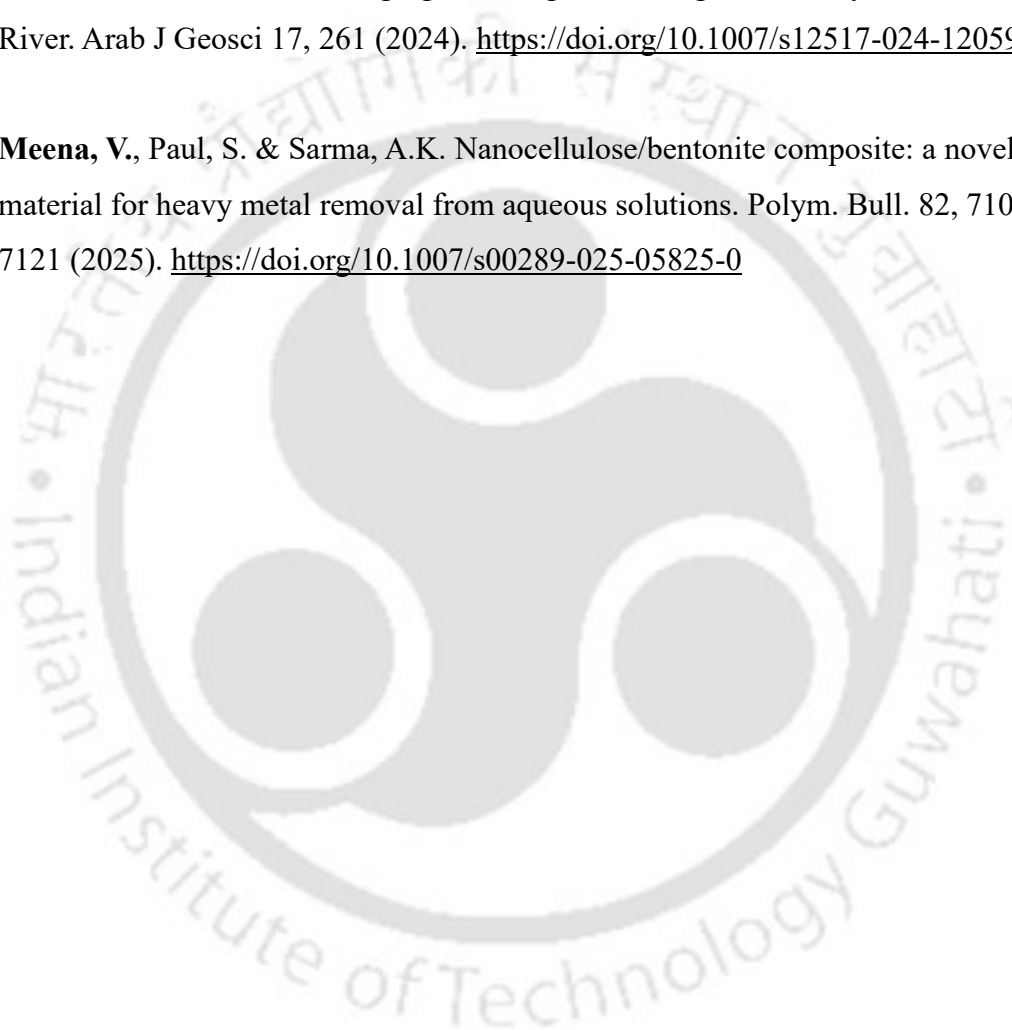 River. Arab J Geosci 17, 261 (2024). https://doi.org/10.1007/s12517-024-12059
Meena, V., Paul, S. & Sarma, A.K. Nanocellulose/bentonite composite: a novel
material for heavy metal removal from aqueous solutions. Polym. Bull. 82, 710
7121 (2025). https://doi.org/10.1007/s00289-025-05825-0
Indian Institute of Technology Guwahati